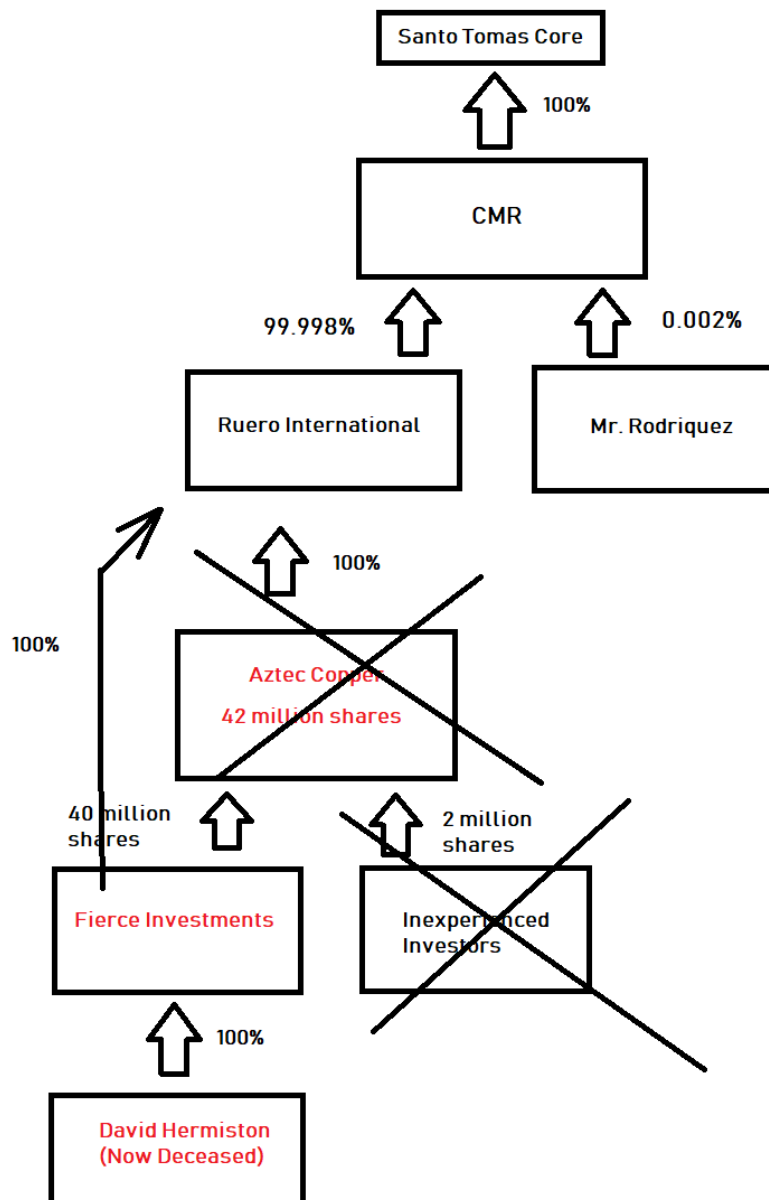 Santo Tomas Core
100%
CMR
99.998%
0.002%
Ruero International
Mr. Rodriquez
100%
100%
Aztec Copper
42 million shares
40 million
shares
2 million
shares
Fierce Investments
Inexperienced
Investors
100%
David Hermiston
(Now Deceased)